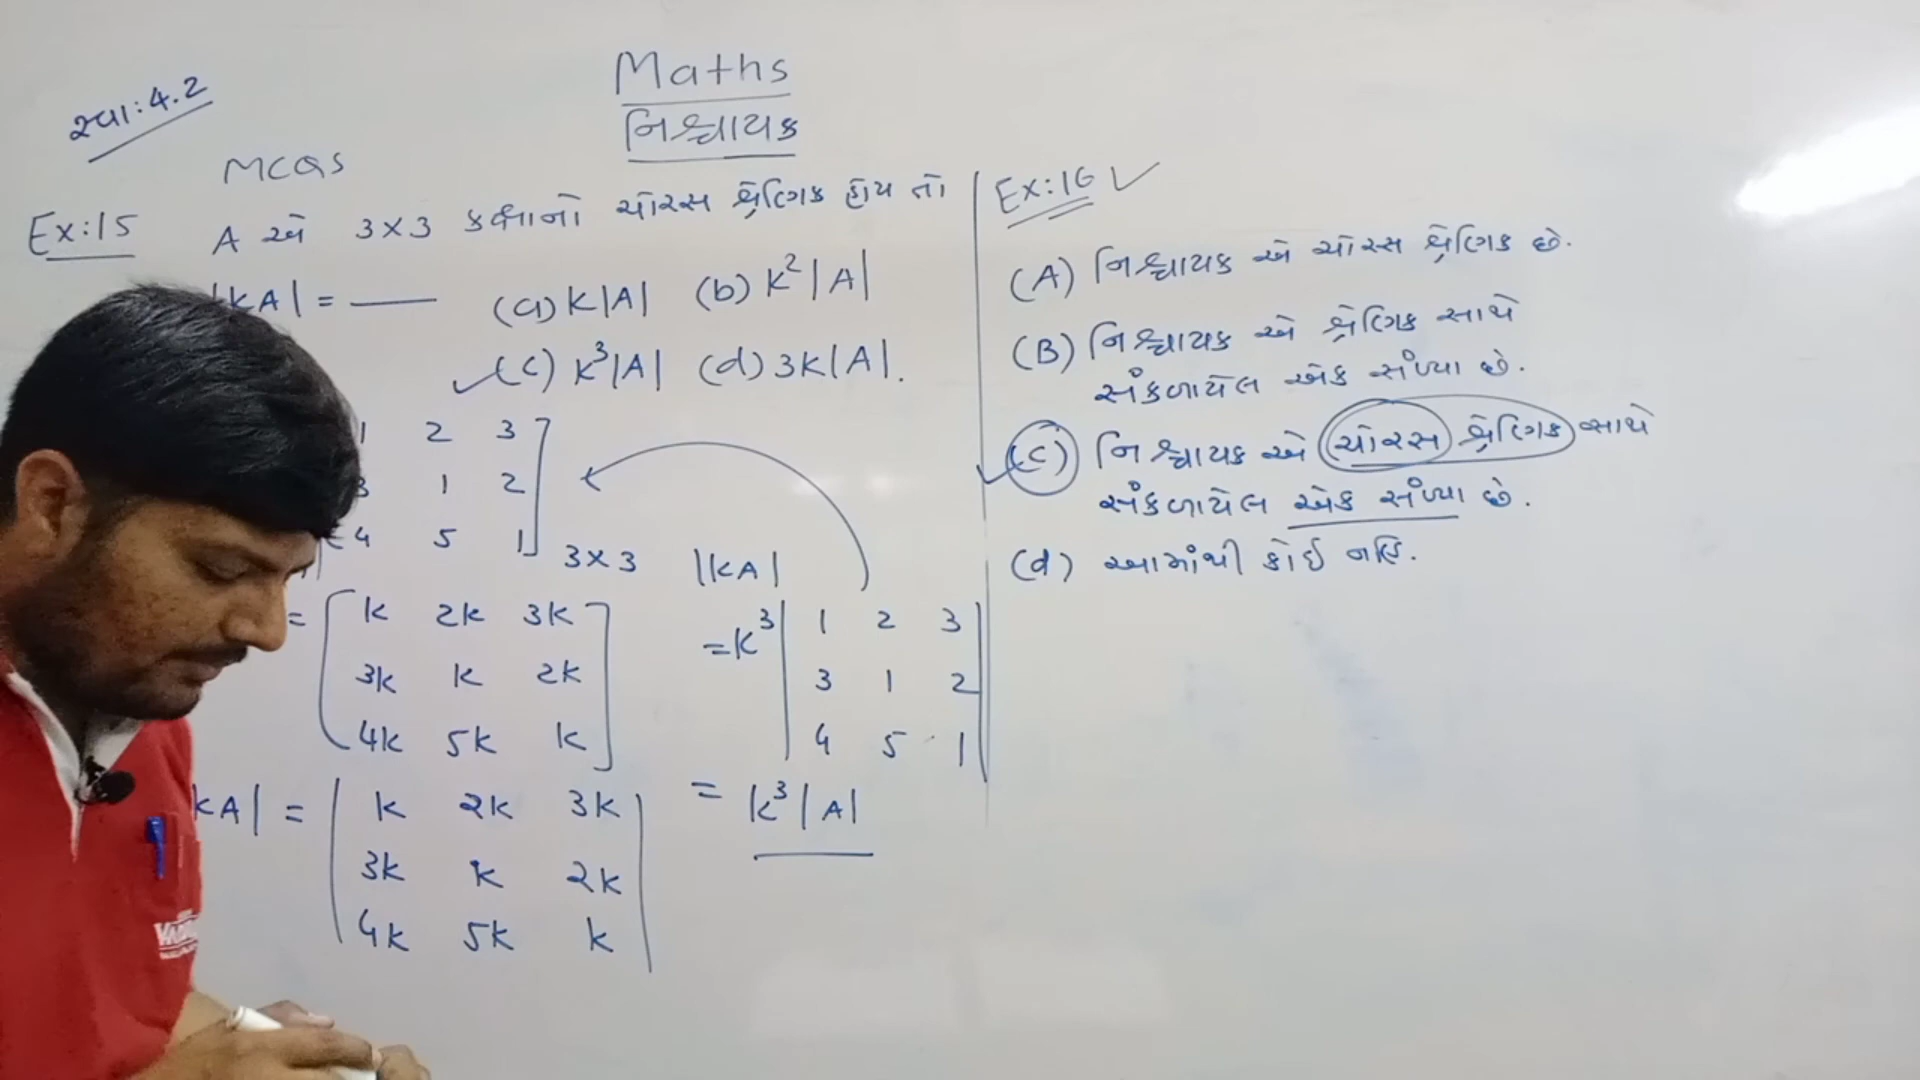 સ્વા:4.2
Maths
નિશ્ચાયક
MCQs
Ex:15 A એ 3×3 કક્ષાનો ચોરસ શ્રેણિક હોય તો
KA| = —— (a) K|A| (b) K²|A|
(c) K³|A| (d) 3K|A|.
1 2 3
3 1 2
4 5 1
3×3
= K 2K 3K
3K K 2K
4K 5K K
KA| = K 2K 3K
3K K 2K
4K 5K K
|KA|
= K³ 1 2 3
3 1 2
4 5 1
= K³|A|
Ex:16
(A) નિશ્ચાયક એ ચોરસ શ્રેણિક છે.
(B) નિશ્ચાયક એ શ્રેણિક સાથે
સંકળાયેલ એક સંખ્યા છે.
(C) નિશ્ચાયક એ ચોરસ શ્રેણિક સાથે
સંકળાયેલ એક સંખ્યા છે.
(d) આમાંથી કોઈ નહિ.